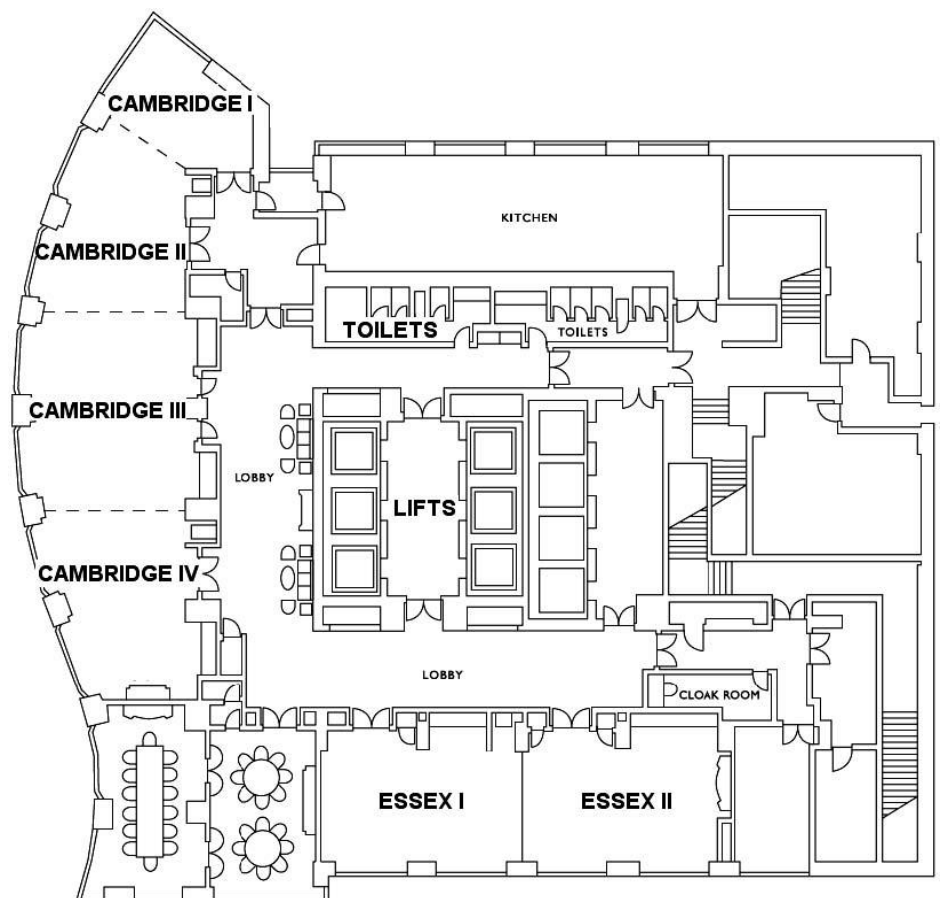 CAMBRIDGE I
KITCHEN
CAMBRIDGE II
TOILETS
TOILETS
CAMBRIDGE III
LOBBY
LIFTS
CAMBRIDGE IV
LOBBY
CLOAK ROOM
ESSEX I
ESSEX II